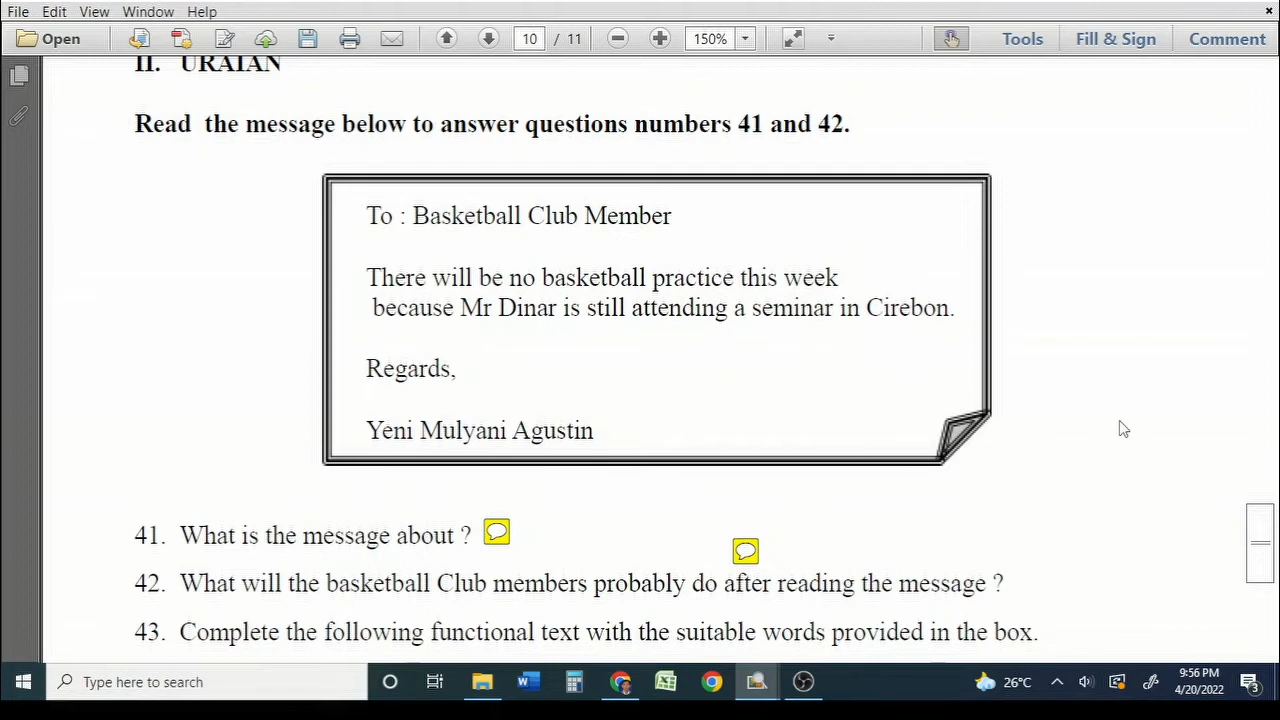 File Edit View Window Help
Open 10 / 11 150% Tools Fill & Sign Comment
II. URAIAN
Read the message below to answer questions numbers 41 and 42.
To : Basketball Club Member
There will be no basketball practice this week
because Mr Dinar is still attending a seminar in Cirebon.
Regards,
Yeni Mulyani Agustin
41. What is the message about ?
42. What will the basketball Club members probably do after reading the message ?
43. Complete the following functional text with the suitable words provided in the box.
Type here to search 26°C 9:56 PM
4/20/2022 3